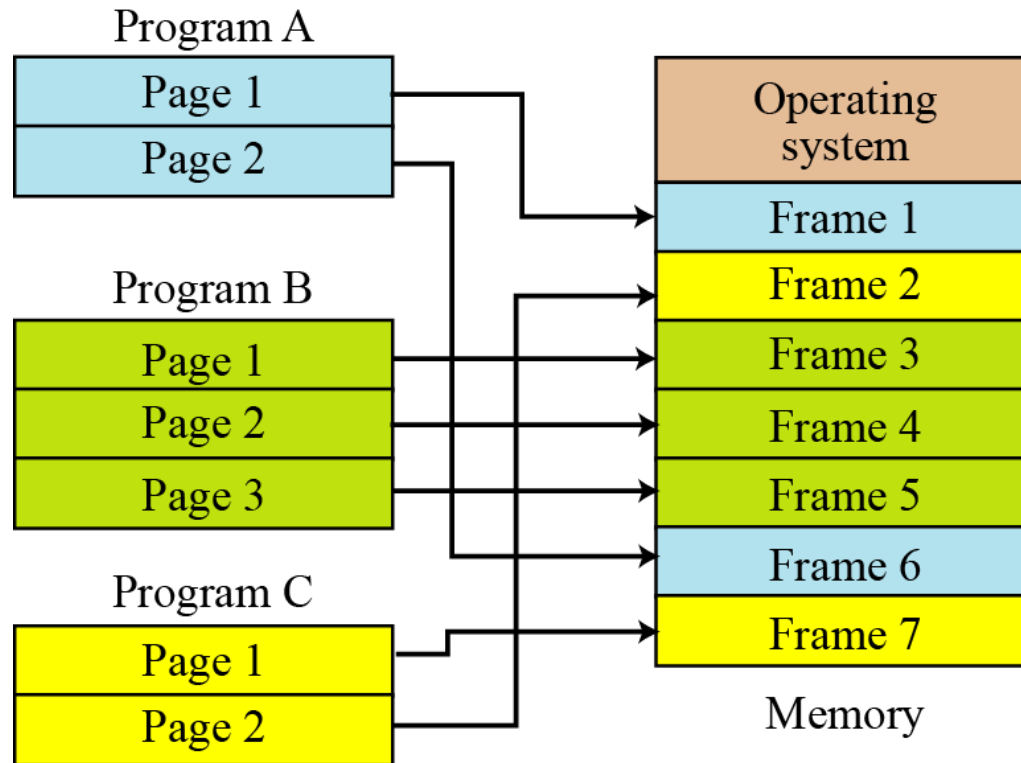 Program A
Page 1
Page 2
Program B
Page 1
Page 2
Page 3
Program C
Page 1
Page 2
Operating
system
Frame 1
Frame 2
Frame 3
Frame 4
Frame 5
Frame 6
Frame 7
Memory